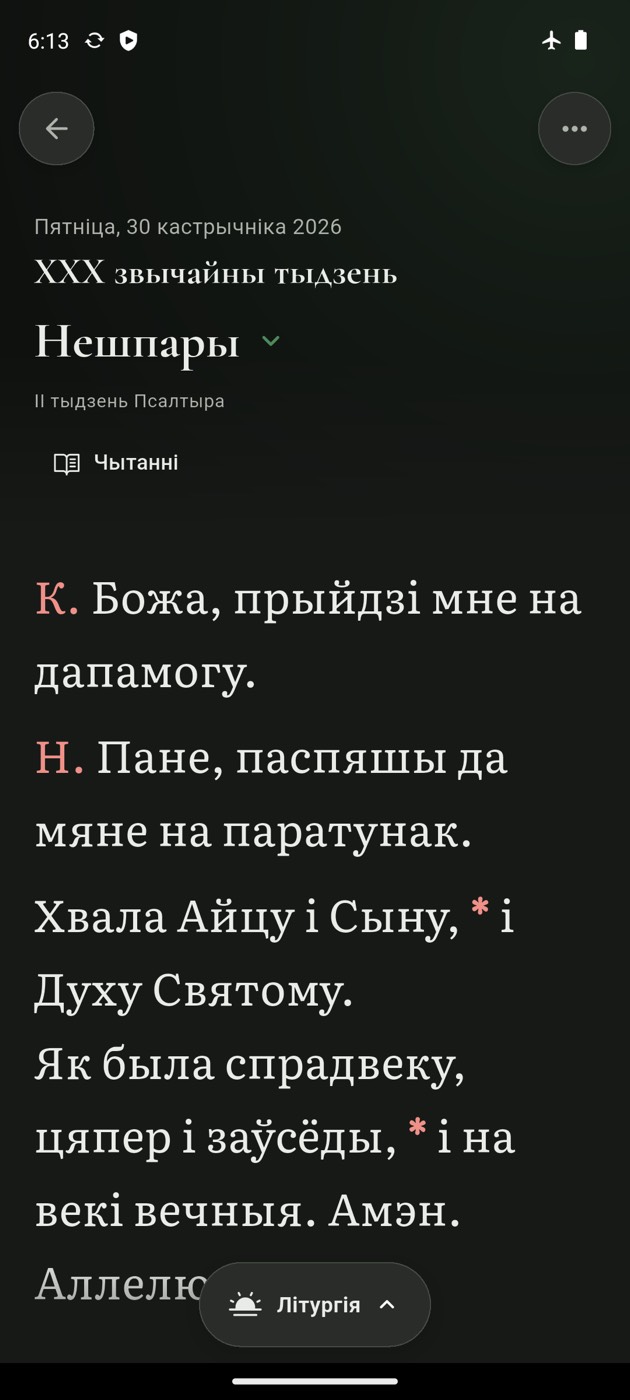 6:13
Пятніца, 30 кастрычніка 2026
XXX звычайны тыдзень
Нешпары
II тыдзень Псалтыра
Чытанні
К. Божа, прыйдзі мне на
дапамогу.
Н. Пане, паспяшы да
мяне на паратунак.
Хвала Айцу і Сыну, * і
Духу Святому.
Як была спрадвеку,
цяпер і заўсёды, * і на
векі вечныя. Амэн.
Літургія